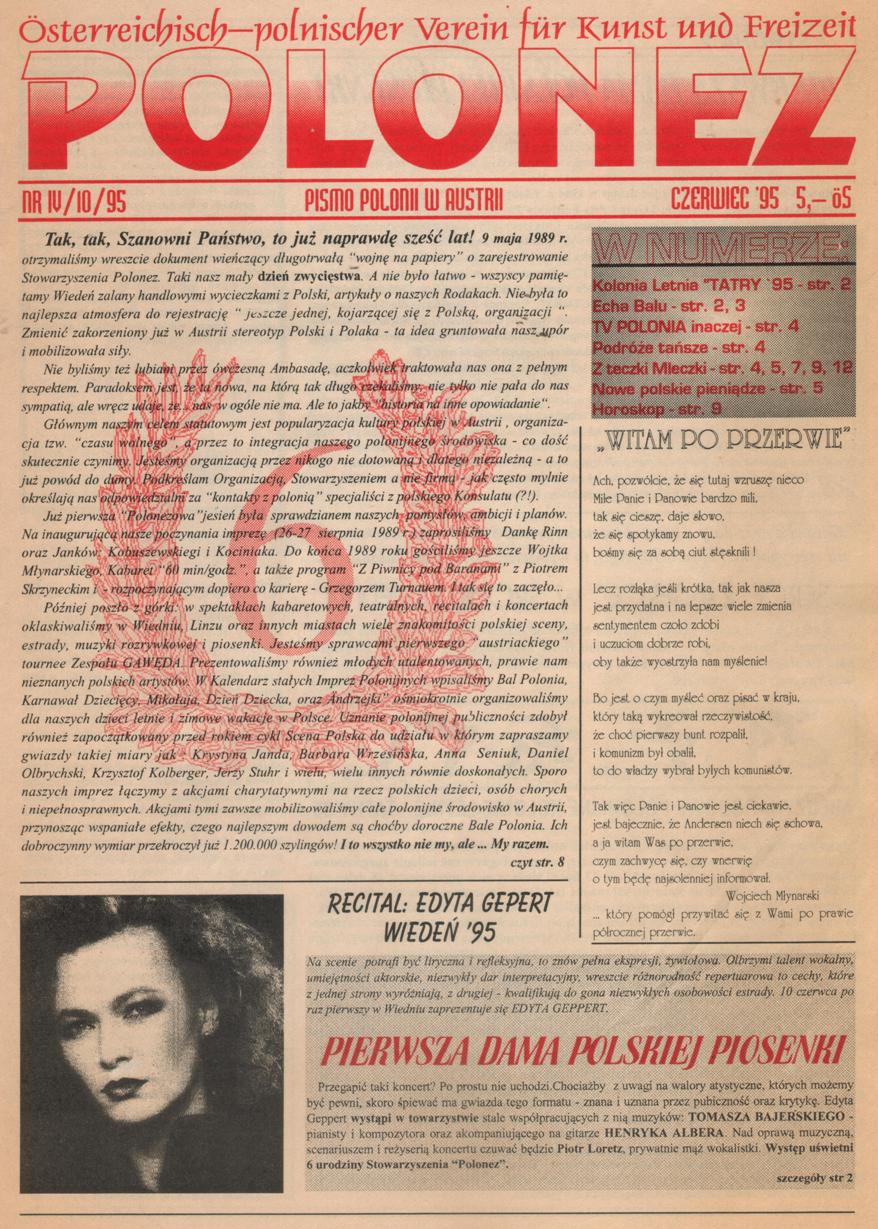 Österreichisch—polnischer Verein für Kunst und Freizeit
POLONEZ
NR IV/10/95 PISMO POLONII W AUSTRII CZERWIEC '95 5,— öS
Tak, tak, Szanowni Państwo, to już naprawdę sześć lat! 9 maja 1989 r.
otrzymaliśmy wreszcie dokument wieńczący długotrwałą “wojnę na papiery” o zarejestrowanie
Stowarzyszenia Polonez. Taki nasz mały dzień zwycięstwa. A nie było łatwo - wszyscy pamię-
tamy Wiedeń zalany handlowymi wycieczkami z Polski, artykuły o naszych Rodakach. Nie była to
najlepsza atmosfera do rejestrację “ jeszcze jednej, kojarzącej się z Polską, organizacji “.
Zmienić zakorzeniony już w Austrii stereotyp Polski i Polaka - ta idea gruntowała nasz upór
i mobilizowała siły.
Nie byliśmy też lubiani przez ówczesną Ambasadę, aczkolwiek traktowała nas ona z pełnym
respektem. Paradoksem jest, że ta nowa, na którą tak długo czekaliśmy, nie tylko nie pała do nas
sympatią, ale wręcz udaje, że... nas w ogóle nie ma. Ale to jakby “historia na inne opowiadanie“.
Głównym naszym celem statutowym jest popularyzacja kultury polskiej w Austrii , organiza-
cja tzw. “czasu wolnego”, a przez to integracja naszego polonijnego środowiska - co dość
skutecznie czynimy. Jesteśmy organizacją przez nikogo nie dotowaną i dlatego niezależną - a to
już powód do dumy. Podkreślam Organizacją, Stowarzyszeniem a nie firmą - jak często mylnie
określają nas odpowiedzialni za “kontakty z polonią” specjaliści z polskiego Konsulatu (?!).
Już pierwsza “Polonezowa”jesień była sprawdzianem naszych pomysłów, ambicji i planów.
Na inaugurującą nasze poczynania imprezę (26-27 sierpnia 1989 r.) zaprosiliśmy Dankę Rinn
oraz Janków, Kobuszewskiego i Kociniaka. Do końca 1989 roku gościliśmy jeszcze Wojtka
Młynarskiego, Kabaret “60 min/godz.”, a także program “Z Piwnicy pod Baranami” z Piotrem
Skrzyneckim i - rozpoczynającym dopiero co karierę - Grzegorzem Turnauem. I tak się to zaczęło...
Później poszło z górki: w spektaklach kabaretowych, teatralnych, recitalach i koncertach
oklaskiwaliśmy w Wiedniu, Linzu oraz innych miastach wiele znakomitości polskiej sceny,
estrady, muzyki rozrywkowej i piosenki. Jesteśmy sprawcami pierwszego “austriackiego”
tournee Zespołu GAWĘDA. Prezentowaliśmy również młodych utalentowanych, prawie nam
nieznanych polskich artystów. W Kalendarz stałych Imprez Polonijnych wpisaliśmy Bal Polonia,
Karnawał Dziecięcy, Mikołaja, Dzień Dziecka, oraz Andrzejki” ośmiokrotnie organizowaliśmy
dla naszych dzieci letnie i zimowe wakacje w Polsce. Uznanie polonijnej publiczności zdobył
również zapoczątkowany przed rokiem cykl Scena Polska do udziału w którym zapraszamy
gwiazdy takiej miary jak - Krystyna Janda, Barbara Wrzesińska, Anna Seniuk, Daniel
Olbrychski, Krzysztof Kolberger, Jerzy Stuhr i wielu, wielu innych równie doskonałych. Sporo
naszych imprez łączymy z akcjami charytatywnymi na rzecz polskich dzieci, osób chorych
i niepełnosprawnych. Akcjami tymi zawsze mobilizowaliśmy całe polonijne środowisko w Austrii,
przynosząc wspaniałe efekty, czego najlepszym dowodem są choćby doroczne Bale Polonia. Ich
dobroczynny wymiar przekroczył już 1.200.000 szylingów! I to wszystko nie my, ale ... My razem.
czyt str. 8
6
W NUMERZE:
Kolonia Letnia "TATRY `95 - str. 2
Echa Balu - str. 2, 3
TV POLONIA inaczej - str. 4
Podróże tańsze - str. 4
Z teczki Mleczki - str. 4, 5, 7, 9, 12
Nowe polskie pieniądze - str. 5
Horoskop - str. 9
„WITAM PO PRZERWIE”
Ach, pozwólcie, że się tutaj wzruszę nieco
Miłe Panie i Panowie bardzo mili,
tak się cieszę, daję słowo,
że się spotykamy znowu,
bośmy się za sobą ciut stęsknili !
Lecz rozłąka jeśli krótka, tak jak nasza
jest przydatna i na lepsze wiele zmienia
sentymentem czoło zdobi
i uczuciom dobrze robi,
oby także wyostrzyła nam myślenie!
Bo jest o czym myśleć oraz pisać w kraju,
który taką wykreował rzeczywistość,
że choć pierwszy bunt rozpalił,
i komunizm był obalił,
to do władzy wybrał byłych komunistów.
Tak więc Panie i Panowie jest ciekawie,
jest bajecznie, że Andersen niech się schowa,
a ja witam Was po przerwie,
czym zachwycę się, czy wnerwię
o tym będę najsolenniej informował.
Wojciech Młynarski
... który pomógł przywitać się z Wami po prawie
półrocznej przerwie.
RECITAL: EDYTA GEPERT
WIEDEŃ '95
Na scenie potrafi być liryczna i refleksyjna, to znów pełna ekspresji, żywiołowa. Olbrzymi talent wokalny,
umiejętności aktorskie, niezwykły dar interpretacyjny, wreszcie różnorodność repertuarowa to cechy, które
z jednej strony wyróżniają, z drugiej - kwalifikują do gona niezwykłych osobowości estrady. 10 czerwca po
raz pierwszy w Wiedniu zaprezentuje się EDYTA GEPPERT.
PIERWSZA DAMA POLSKIEJ PIOSENKI
Przegapić taki koncert? Po prostu nie uchodzi.Chociażby z uwagi na walory atystyczne, których możemy
być pewni, skoro śpiewać ma gwiazda tego formatu - znana i uznana przez pubiczność oraz krytykę. Edyta
Geppert wystąpi w towarzystwie stale współpracujących z nią muzyków: TOMASZA BAJERSKIEGO -
pianisty i kompozytora oraz akompaniującego na gitarze HENRYKA ALBERA. Nad oprawą muzyczną,
scenariuszem i reżyserią koncertu czuwać będzie Piotr Loretz, prywatnie mąż wokalistki. Występ uświetni
6 urodziny Stowarzyszenia “Polonez”.
szczegóły str 2